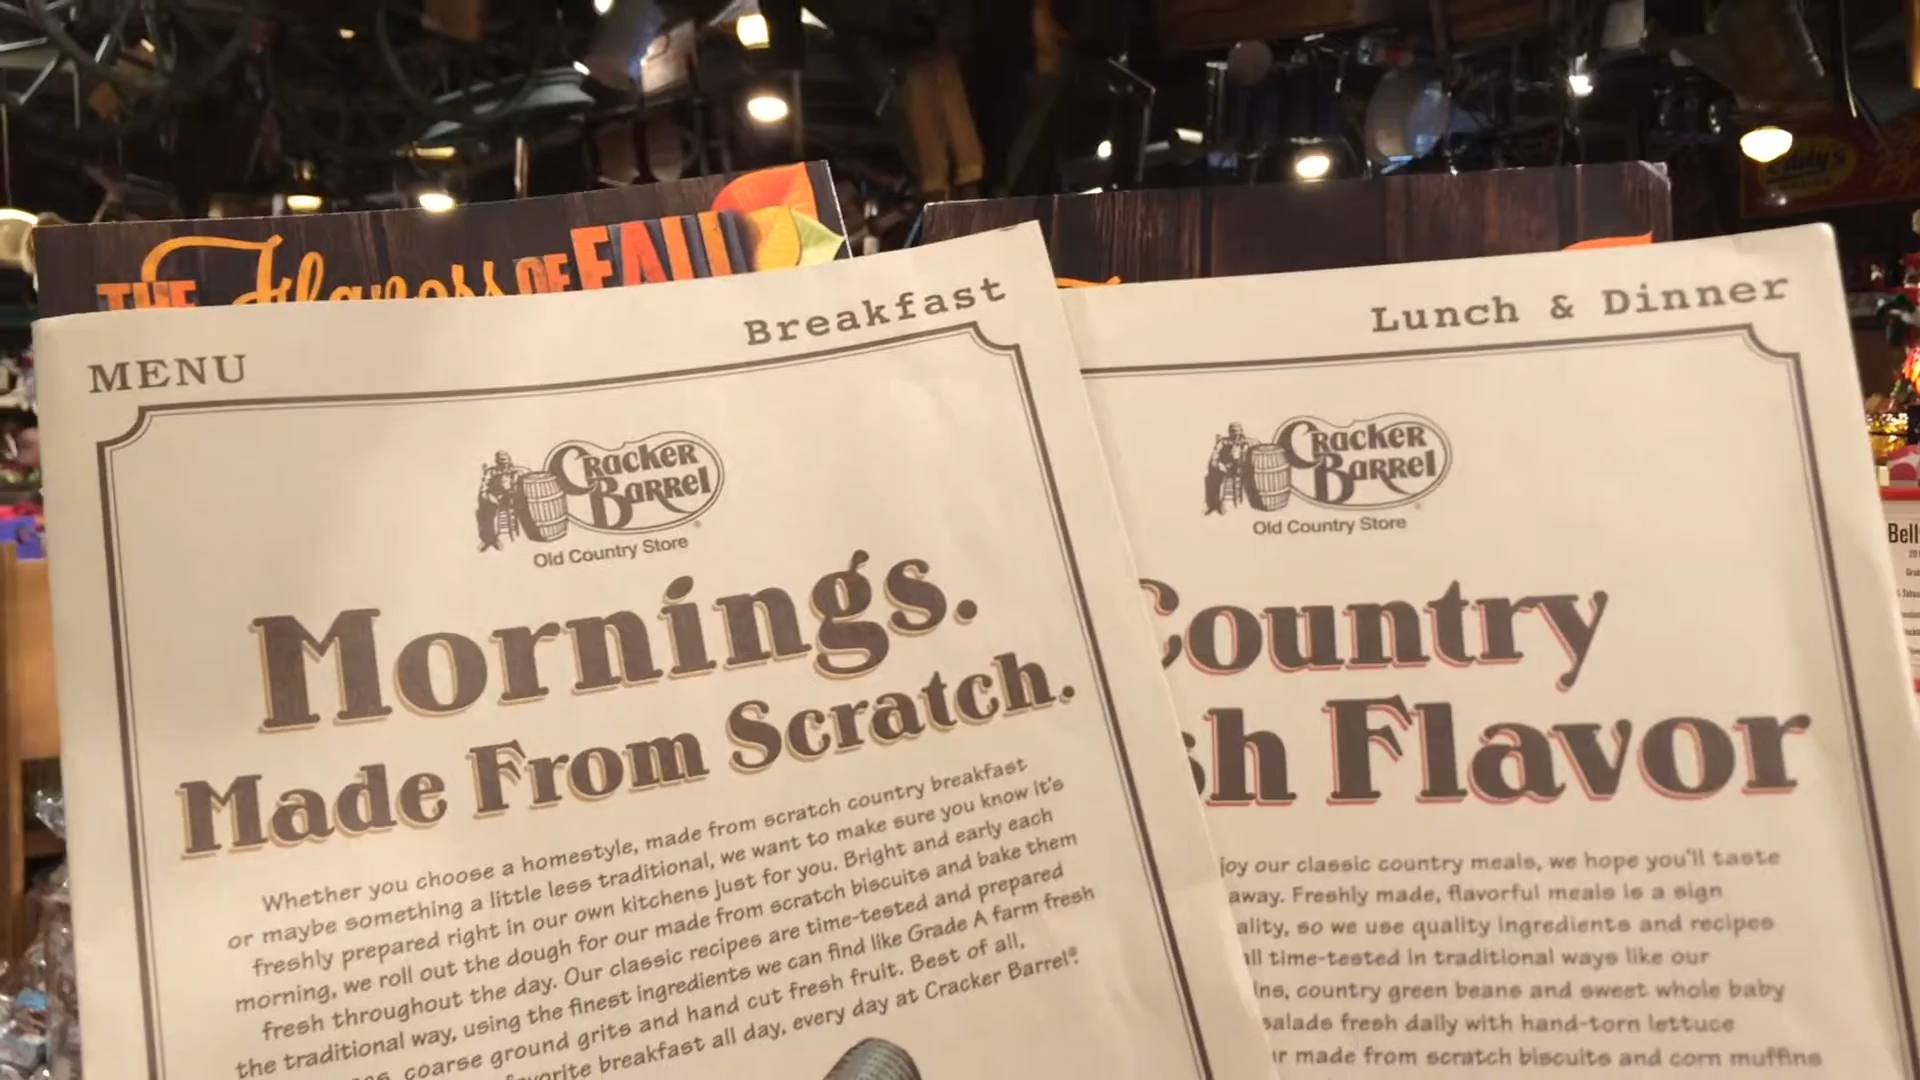 THE Flavors OF FALL
MENU
Breakfast
CRACKER
BARREL
Old Country Store
Mornings.
Made From Scratch.
Whether you choose a homestyle, made from scratch country breakfast
or maybe something a little less traditional, we want to make sure you know it's
freshly prepared right in our own kitchens just for you. Bright and early each
morning, we roll out the dough for our made from scratch biscuits and bake them
fresh throughout the day. Our classic recipes are time-tested and prepared
the traditional way, using the finest ingredients we can find like Grade A farm fresh
coarse ground grits and hand cut fresh fruit. Best of all,
breakfast all day, every day at Cracker Barrel®.
Lunch & Dinner
CRACKER
BARREL
Old Country Store
Country
Flavor
our classic country meals, we hope you'll taste
away. Freshly made, flavorful meals is a sign
so we use quality ingredients and recipes
time-tested in traditional ways like our
country green beans and sweet whole baby
salads fresh daily with hand-torn lettuce
made from scratch biscuits and corn muffins